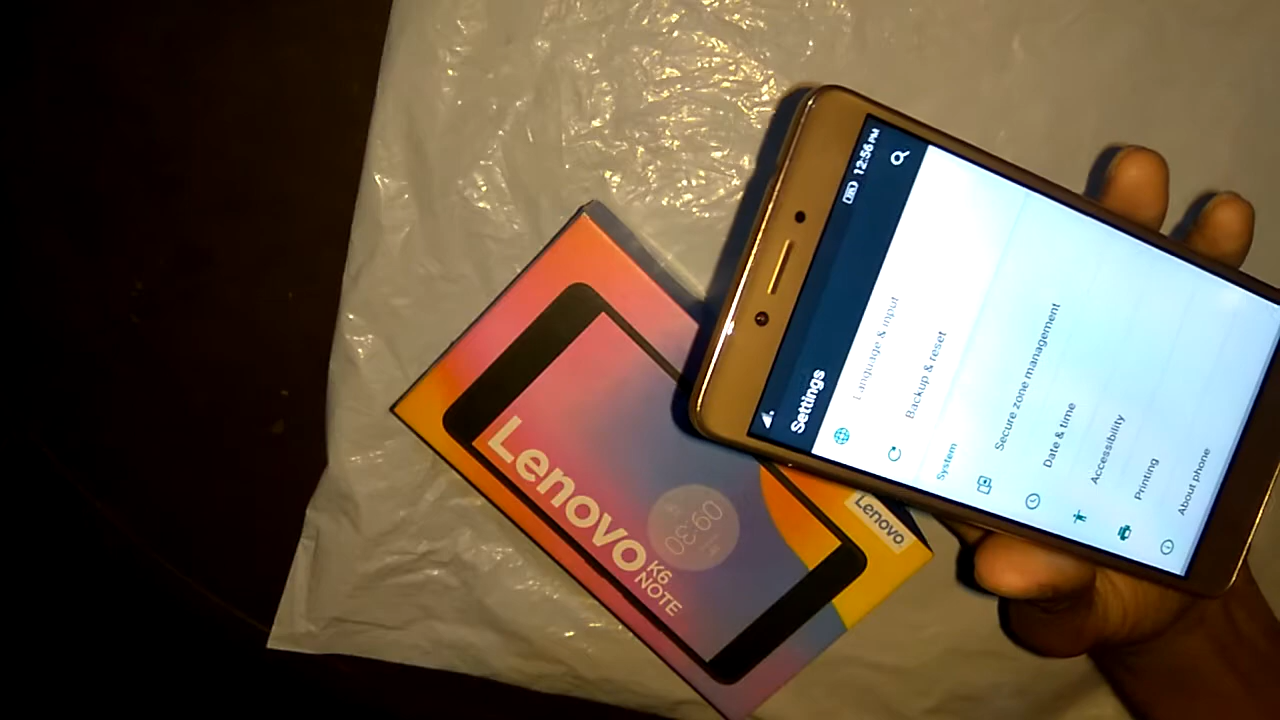 12:56 PM
Settings
Language & input
Backup & reset
System
Secure zone management
Date & time
Accessibility
Printing
About phone
Lenovo
K6
NOTE
09:30
Lenovo